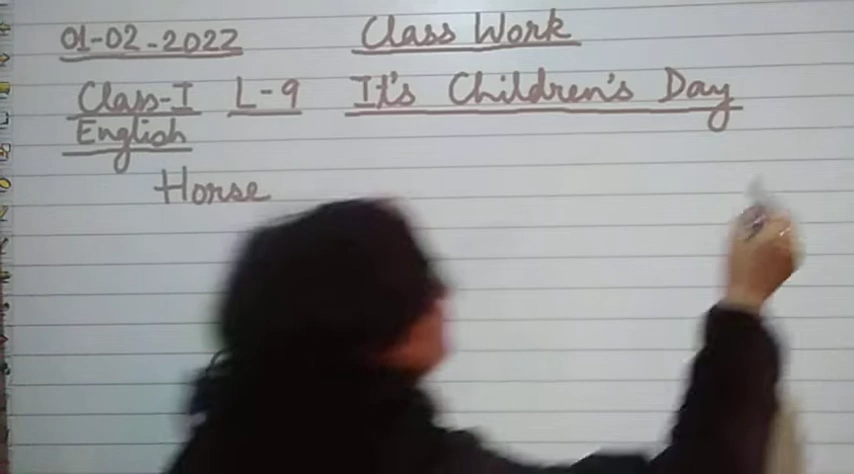 01-02-2022 Class Work
Class-I L-9 It's Children's Day
English
Horse